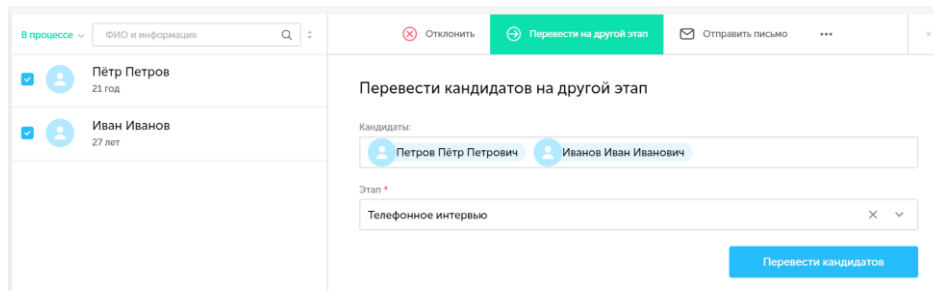 В процессе
ФИО и информация
Отклонить
Перевести на другой этап
Отправить письмо
Пётр Петров
21 год
Иван Иванов
27 лет
Перевести кандидатов на другой этап
Кандидаты:
Петров Пётр Петрович Иванов Иван Иванович
Этап *
Телефонное интервью
Перевести кандидатов